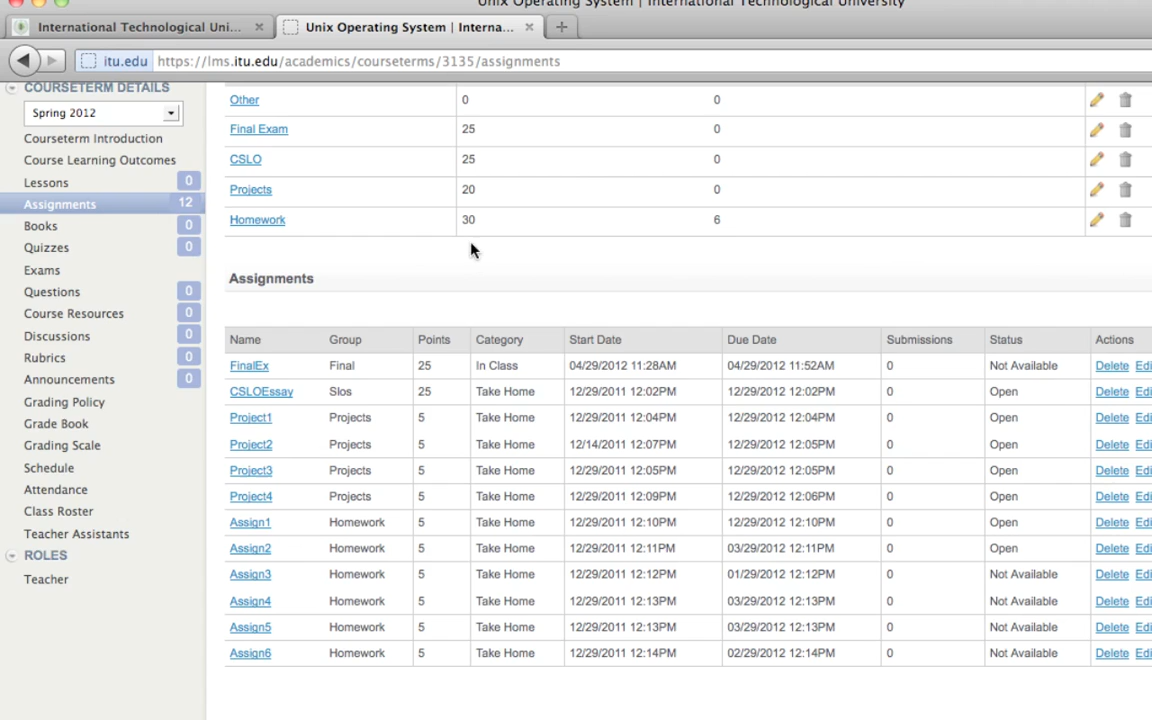 Unix Operating System | International Technological University
International Technological Uni... × Unix Operating System | Interna... × +
itu.edu https://lms.itu.edu/academics/courseterms/3135/assignments
COURSETERM DETAILS
Spring 2012
Courseterm Introduction
Course Learning Outcomes
Lessons 0
Assignments 12
Books 0
Quizzes 0
Exams
Questions 0
Course Resources 0
Discussions 0
Rubrics 0
Announcements 0
Grading Policy
Grade Book
Grading Scale
Schedule
Attendance
Class Roster
Teacher Assistants
ROLES
Teacher
Other 0 0
Final Exam 25 0
CSLO 25 0
Projects 20 0
Homework 30 6
Assignments
Name Group Points Category Start Date Due Date Submissions Status Actions
FinalEx Final 25 In Class 04/29/2012 11:28AM 04/29/2012 11:52AM 0 Not Available Delete Edi
CSLOEssay Slos 25 Take Home 12/29/2011 12:02PM 12/29/2012 12:02PM 0 Open Delete Edi
Project1 Projects 5 Take Home 12/29/2011 12:04PM 12/29/2012 12:04PM 0 Open Delete Edi
Project2 Projects 5 Take Home 12/14/2011 12:07PM 12/29/2012 12:05PM 0 Open Delete Edi
Project3 Projects 5 Take Home 12/29/2011 12:05PM 12/29/2012 12:05PM 0 Open Delete Edi
Project4 Projects 5 Take Home 12/29/2011 12:09PM 12/29/2012 12:06PM 0 Open Delete Edi
Assign1 Homework 5 Take Home 12/29/2011 12:10PM 12/29/2012 12:10PM 0 Open Delete Edi
Assign2 Homework 5 Take Home 12/29/2011 12:11PM 03/29/2012 12:11PM 0 Open Delete Edi
Assign3 Homework 5 Take Home 12/29/2011 12:12PM 01/29/2012 12:12PM 0 Not Available Delete Edi
Assign4 Homework 5 Take Home 12/29/2011 12:13PM 03/29/2012 12:13PM 0 Not Available Delete Edi
Assign5 Homework 5 Take Home 12/29/2011 12:13PM 03/29/2012 12:13PM 0 Not Available Delete Edi
Assign6 Homework 5 Take Home 12/29/2011 12:14PM 02/29/2012 12:14PM 0 Not Available Delete Edi